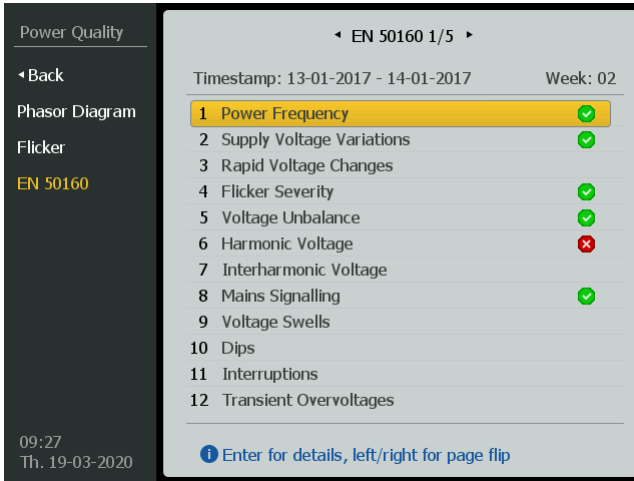 Power Quality
Back
Phasor Diagram
Flicker
EN 50160
09:27
Th. 19-03-2020
EN 50160 1/5
Timestamp: 13-01-2017 - 14-01-2017 Week: 02
1 Power Frequency
2 Supply Voltage Variations
3 Rapid Voltage Changes
4 Flicker Severity
5 Voltage Unbalance
6 Harmonic Voltage
7 Interharmonic Voltage
8 Mains Signalling
9 Voltage Swells
10 Dips
11 Interruptions
12 Transient Overvoltages
Enter for details, left/right for page flip